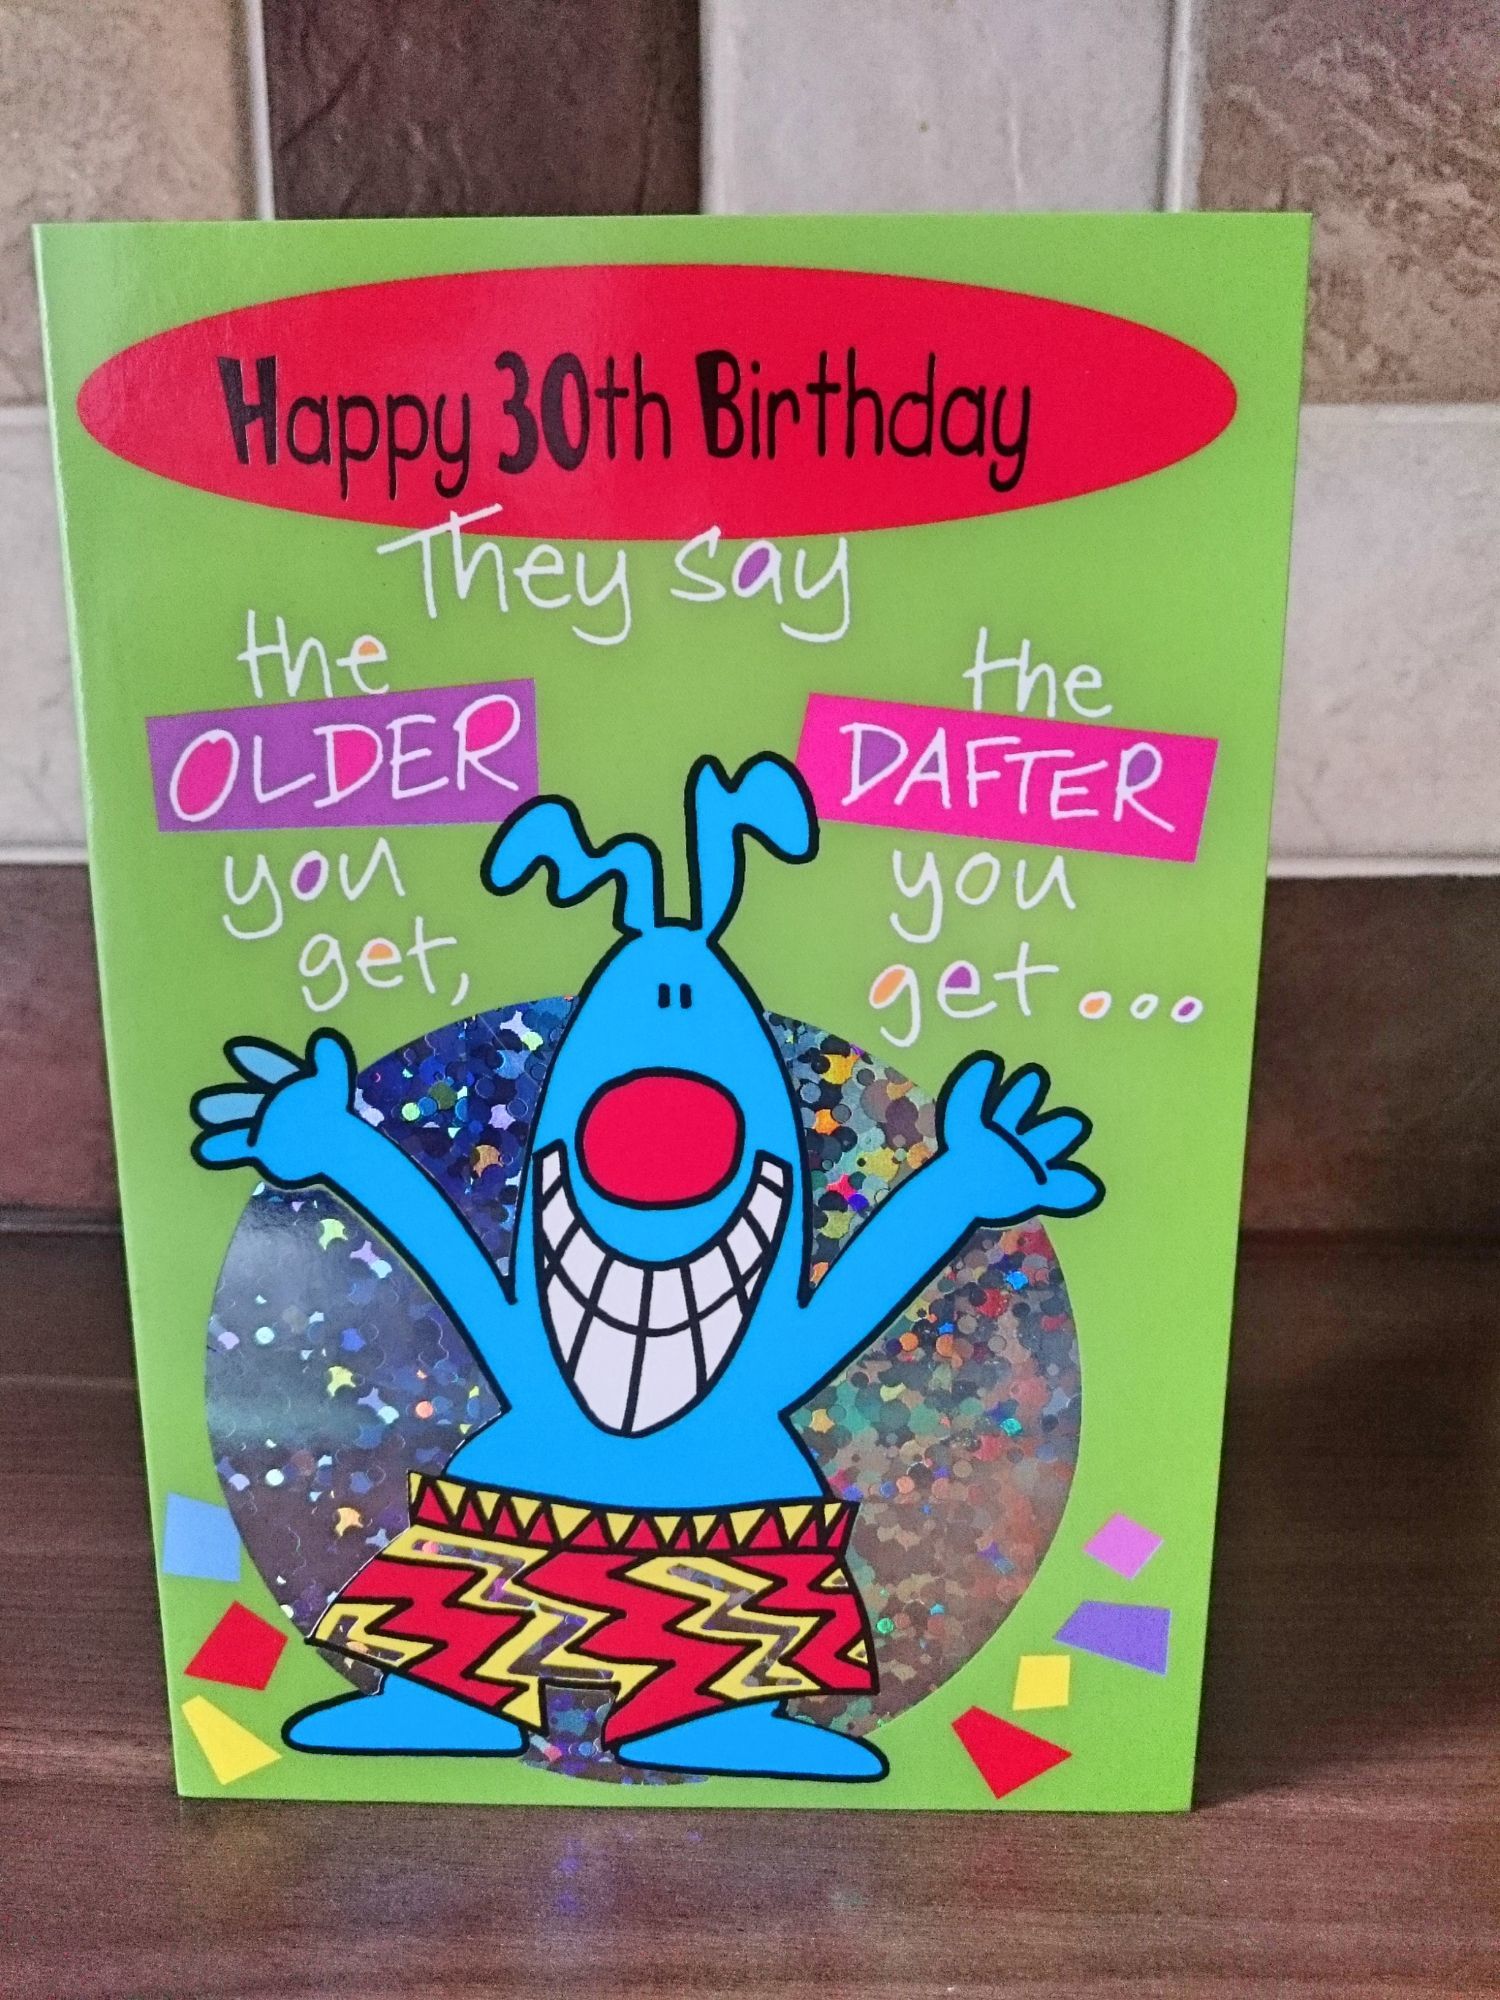 Happy 30th Birthday
They say
the
OLDER
you
get,
the
DAFTER
you
get...